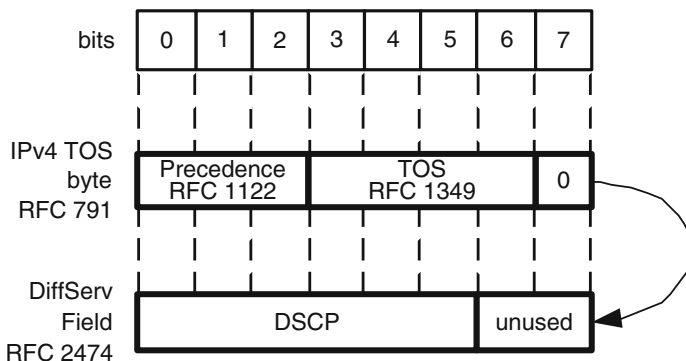 bits 0 1 2 3 4 5 6 7
IPv4 TOS
byte
RFC 791
Precedence
RFC 1122
TOS
RFC 1349
0
DiffServ
Field
RFC 2474
DSCP
unused